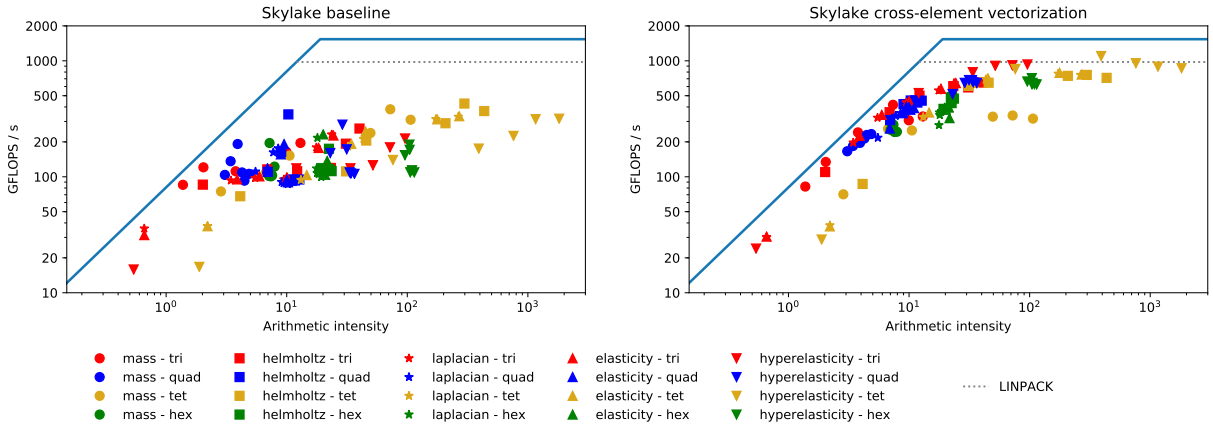 Skylake baseline
2000
1000
500
200
100
50
20
10
GFLOPS / s
10⁰
10¹
10²
10³
Arithmetic intensity
Skylake cross-element vectorization
2000
1000
500
200
100
50
20
10
GFLOPS / s
10⁰
10¹
10²
10³
Arithmetic intensity
mass - tri
mass - quad
mass - tet
mass - hex
helmholtz - tri
helmholtz - quad
helmholtz - tet
helmholtz - hex
laplacian - tri
laplacian - quad
laplacian - tet
laplacian - hex
elasticity - tri
elasticity - quad
elasticity - tet
elasticity - hex
hyperelasticity - tri
hyperelasticity - quad
hyperelasticity - tet
hyperelasticity - hex
LINPACK